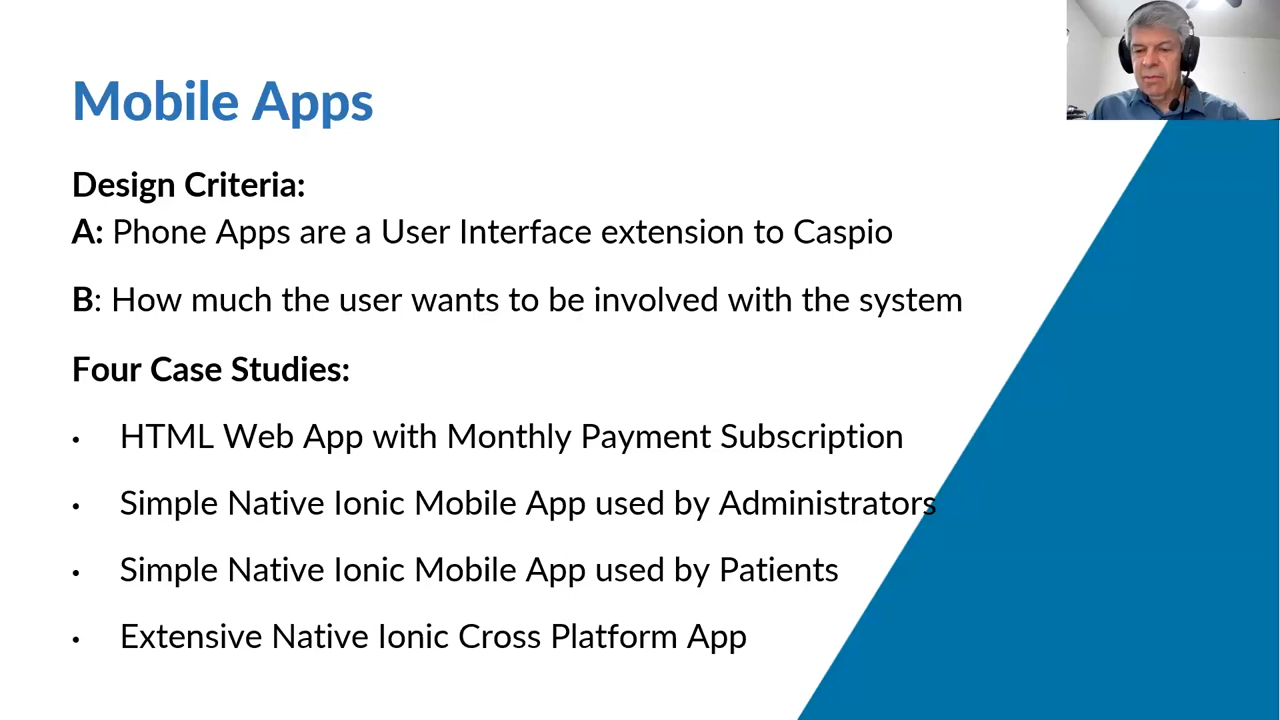 Mobile Apps
Design Criteria:
A: Phone Apps are a User Interface extension to Caspio
B: How much the user wants to be involved with the system
Four Case Studies:
• HTML Web App with Monthly Payment Subscription
• Simple Native Ionic Mobile App used by Administrators
• Simple Native Ionic Mobile App used by Patients
• Extensive Native Ionic Cross Platform App